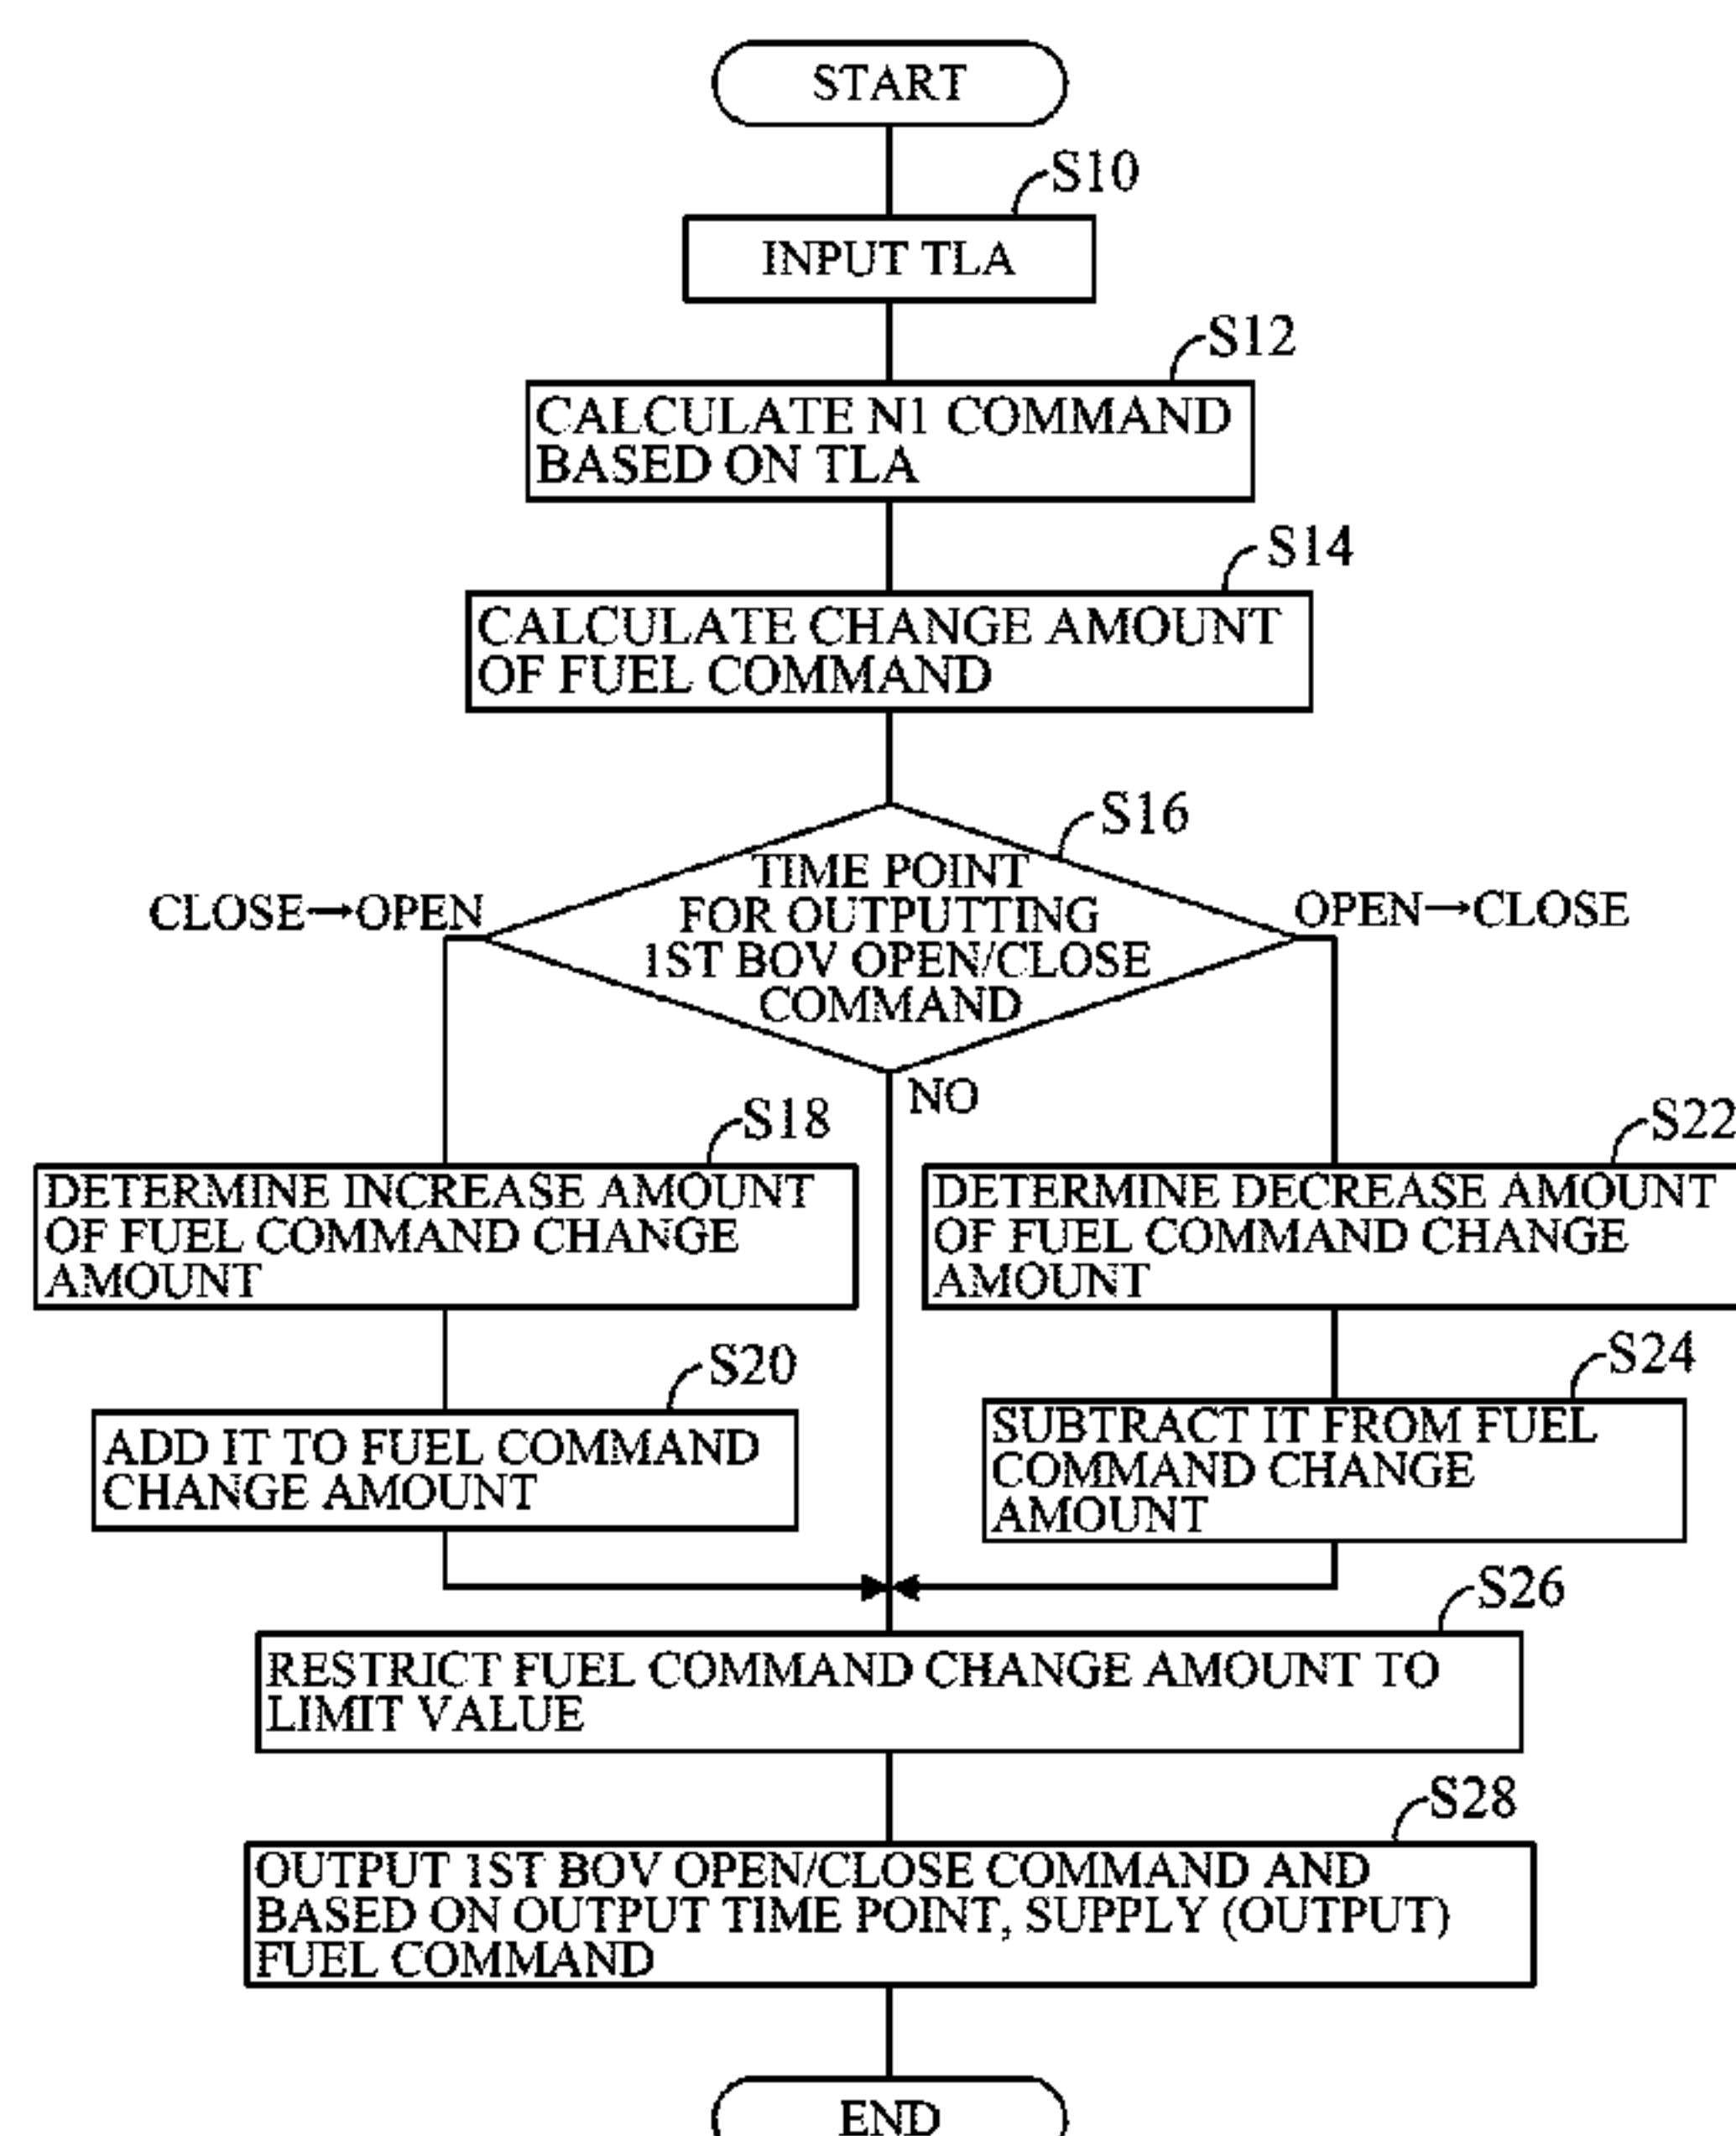 START
S10
INPUT TLA
S12
CALCULATE N1 COMMAND
BASED ON TLA
S14
CALCULATE CHANGE AMOUNT
OF FUEL COMMAND
S16
TIME POINT
FOR OUTPUTTING
1ST BOV OPEN/CLOSE
COMMAND
CLOSE→OPEN
OPEN→CLOSE
NO
S18
DETERMINE INCREASE AMOUNT
OF FUEL COMMAND CHANGE
AMOUNT
S22
DETERMINE DECREASE AMOUNT
OF FUEL COMMAND CHANGE
AMOUNT
S20
ADD IT TO FUEL COMMAND
CHANGE AMOUNT
S24
SUBTRACT IT FROM FUEL
COMMAND CHANGE
AMOUNT
S26
RESTRICT FUEL COMMAND CHANGE AMOUNT TO
LIMIT VALUE
S28
OUTPUT 1ST BOV OPEN/CLOSE COMMAND AND
BASED ON OUTPUT TIME POINT, SUPPLY (OUTPUT)
FUEL COMMAND
END